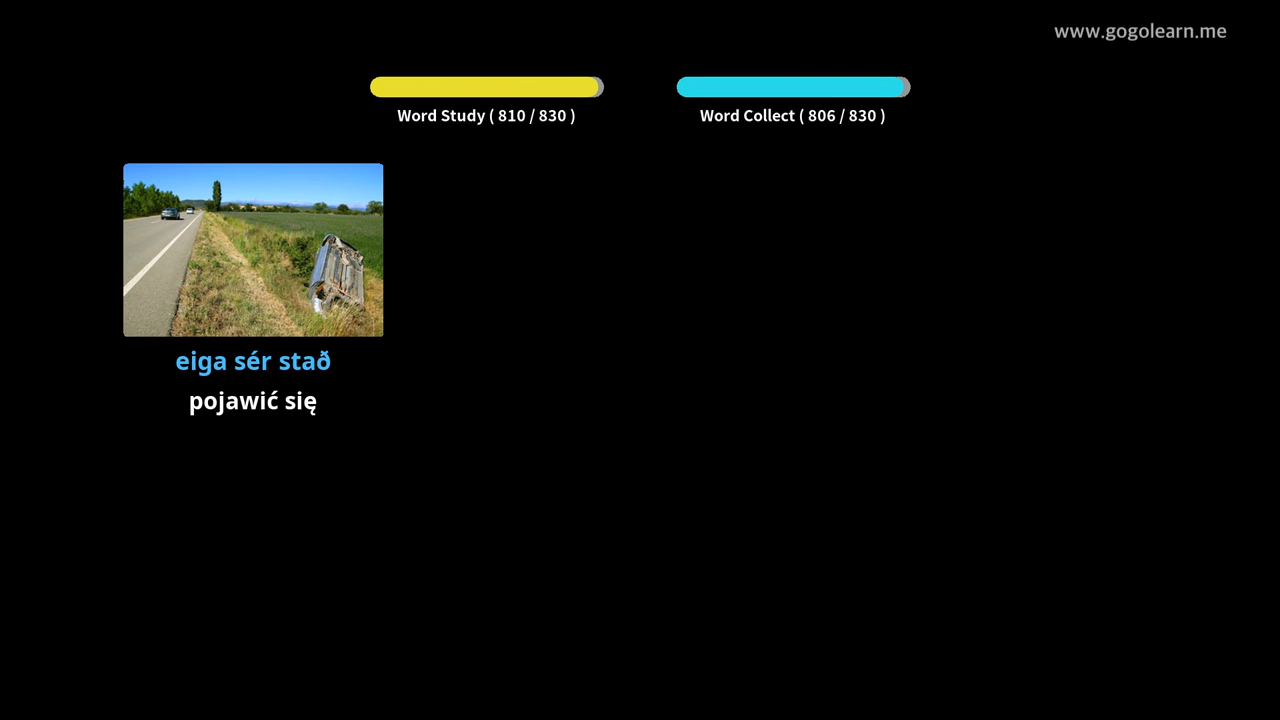 www.gogolearn.me
Word Study ( 810 / 830 )
Word Collect ( 806 / 830 )
eiga sér stað
pojawić się